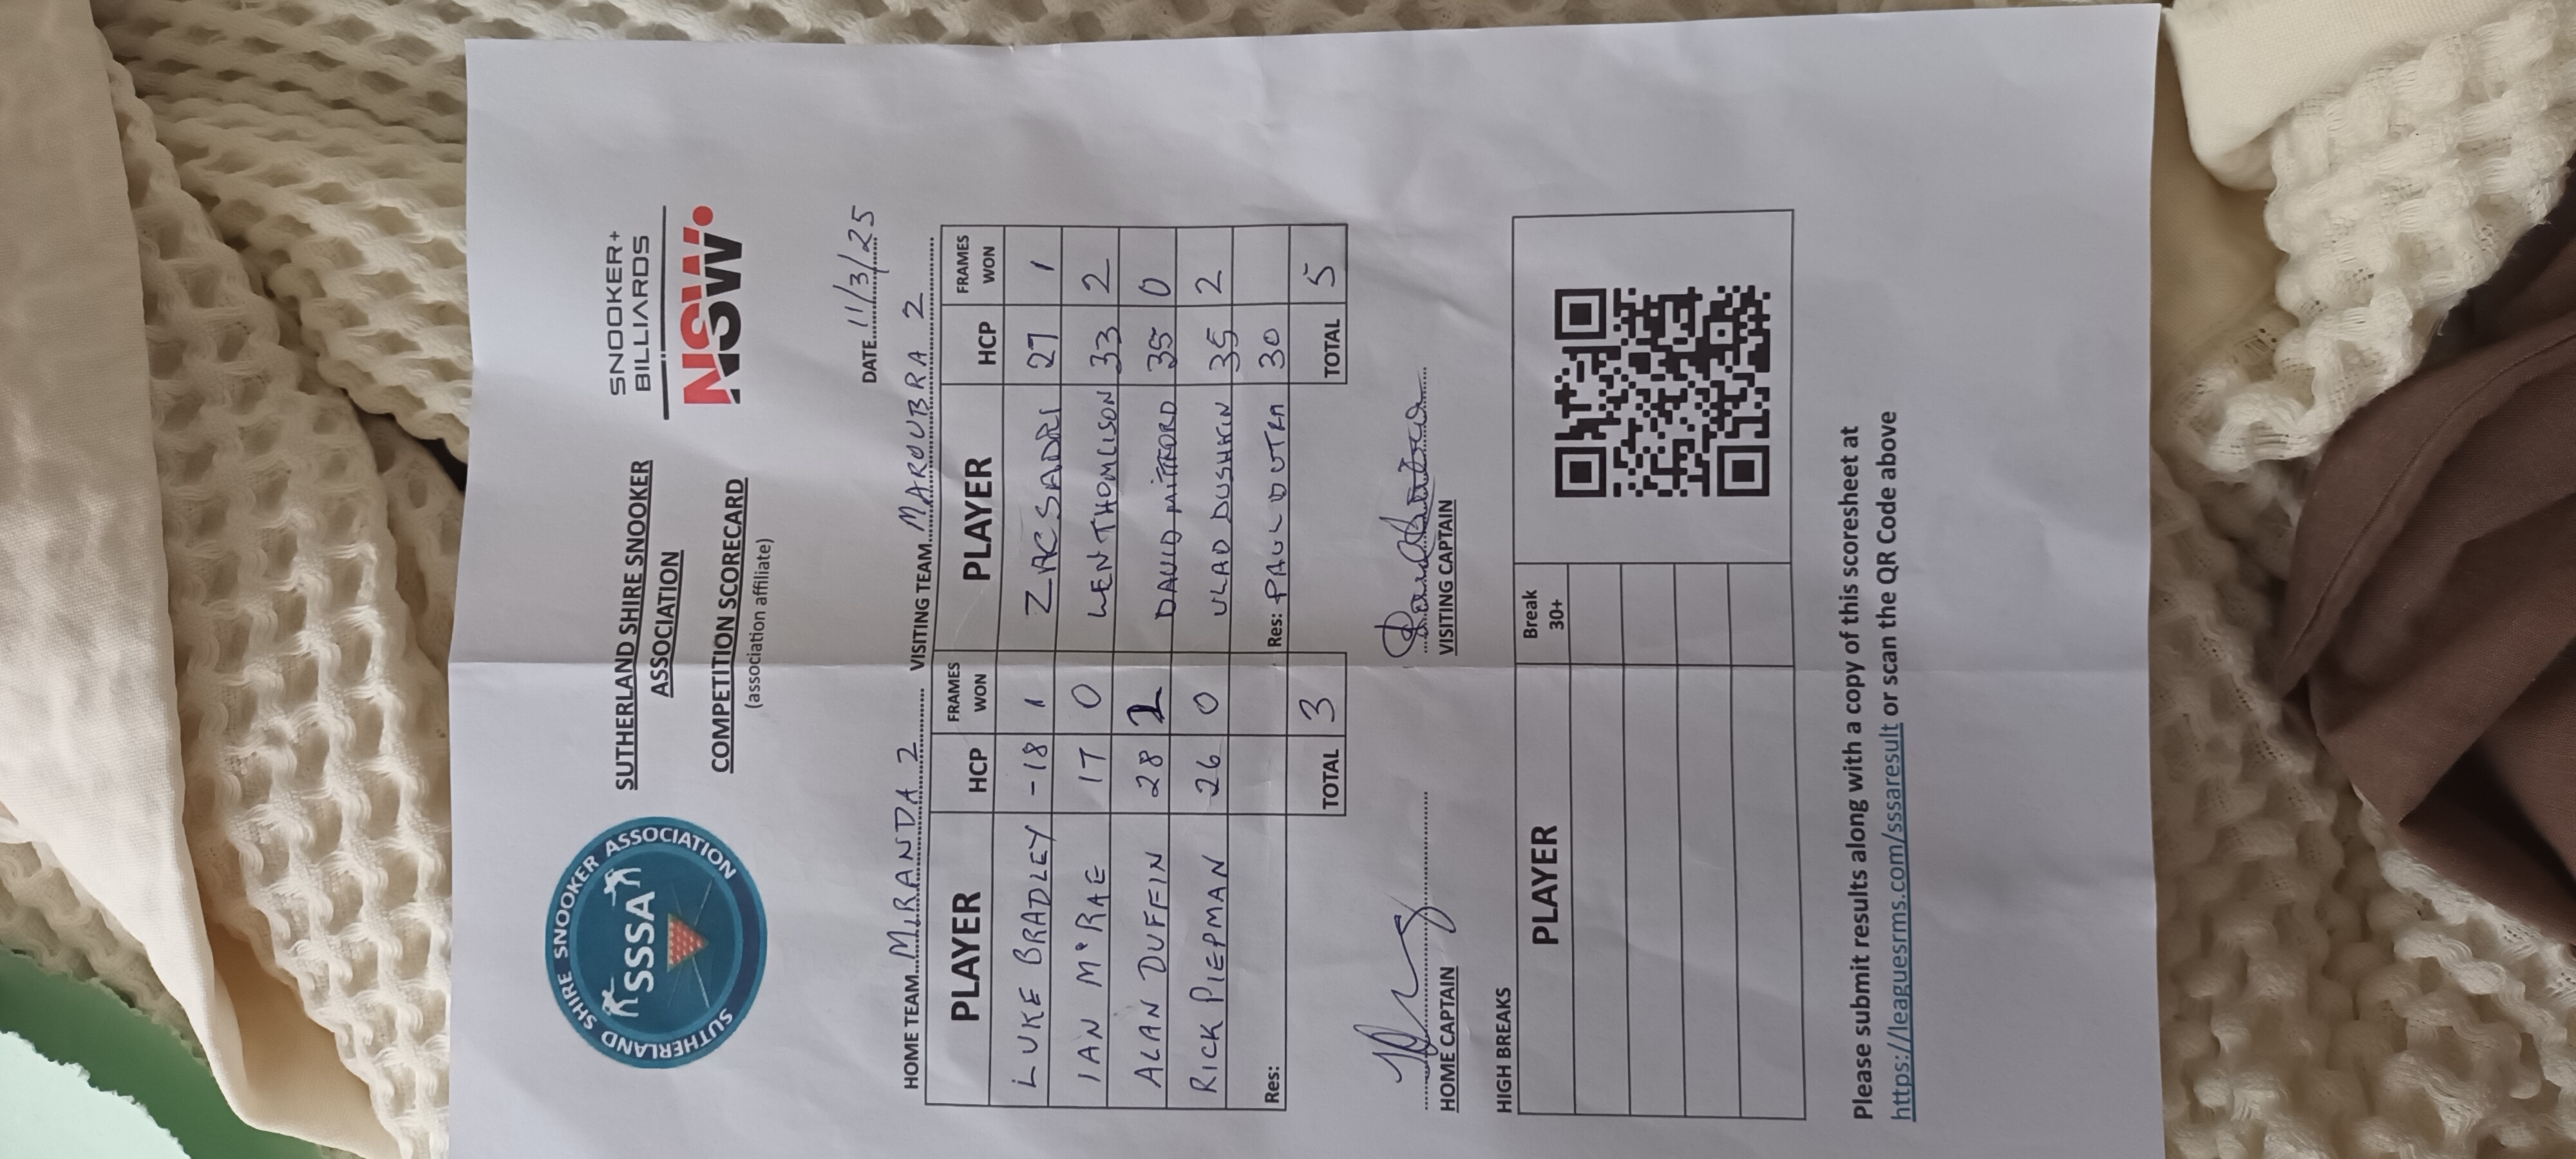 SUTHERLAND SHIRE SNOOKER ASSOCIATION
SSSA
SUTHERLAND SHIRE SNOOKER
ASSOCIATION
COMPETITION SCORECARD
(association affiliate)
SNOOKER+
BILLIARDS
NSW
DATE 11/3/25
HOME TEAM MIRANDA 2 VISITING TEAM MAROUBRA 2
PLAYER HCP FRAMES WON PLAYER HCP FRAMES WON
LUKE BRADLEY -18 1 ZAC SADRI 27 1
IAN McRAE 17 0 LEN THOMLISON 33 2
ALAN DUFFIN 28 2 DAVID MITFORD 35 0
RICK PIEPMAN 26 0 VLAD DUSHKIN 35 2
Res: Res: PAUL DUTRA 30
TOTAL 3 TOTAL 5
HOME CAPTAIN VISITING CAPTAIN
HIGH BREAKS
PLAYER Break 30+
Please submit results along with a copy of this scoresheet at
https://leaguesrms.com/sssaresult or scan the QR Code above